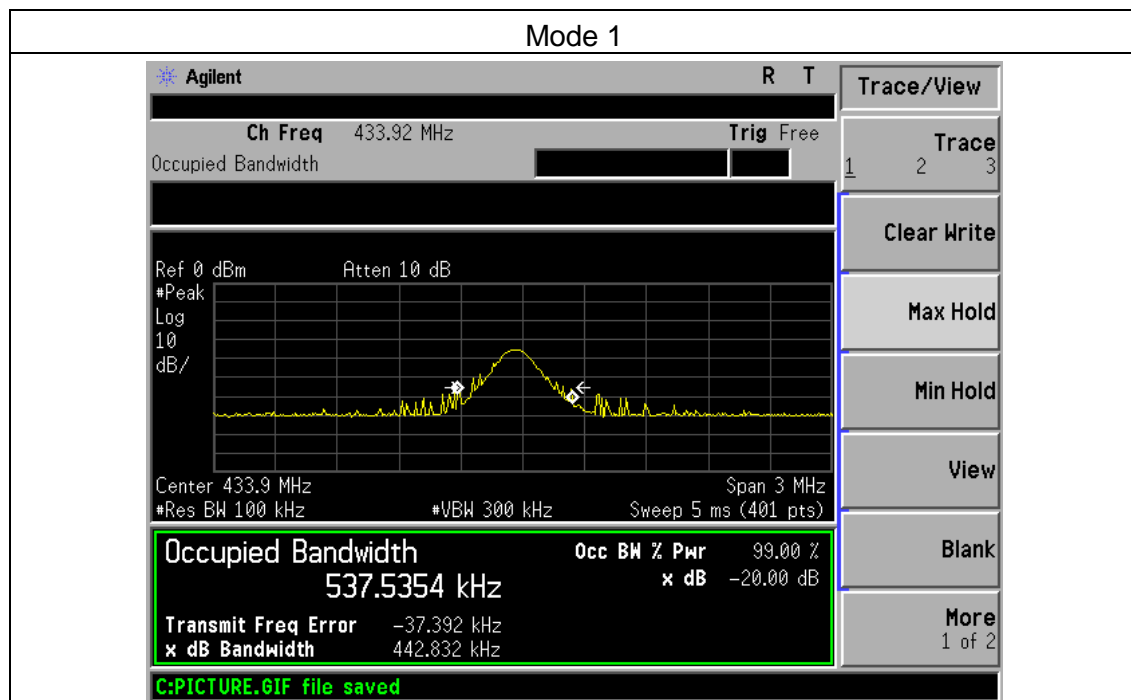 Mode 1
Agilent R T
Ch Freq 433.92 MHz Trig Free
Occupied Bandwidth
Ref 0 dBm Atten 10 dB
#Peak
Log
10
dB/
Center 433.9 MHz Span 3 MHz
#Res BW 100 kHz #VBW 300 kHz Sweep 5 ms (401 pts)
Occupied Bandwidth Occ BW % Pwr 99.00 %
537.5354 kHz x dB -20.00 dB
Transmit Freq Error -37.392 kHz
x dB Bandwidth 442.832 kHz
C:PICTURE.GIF file saved
Trace/View
Trace
1 2 3
Clear Write
Max Hold
Min Hold
View
Blank
More
1 of 2